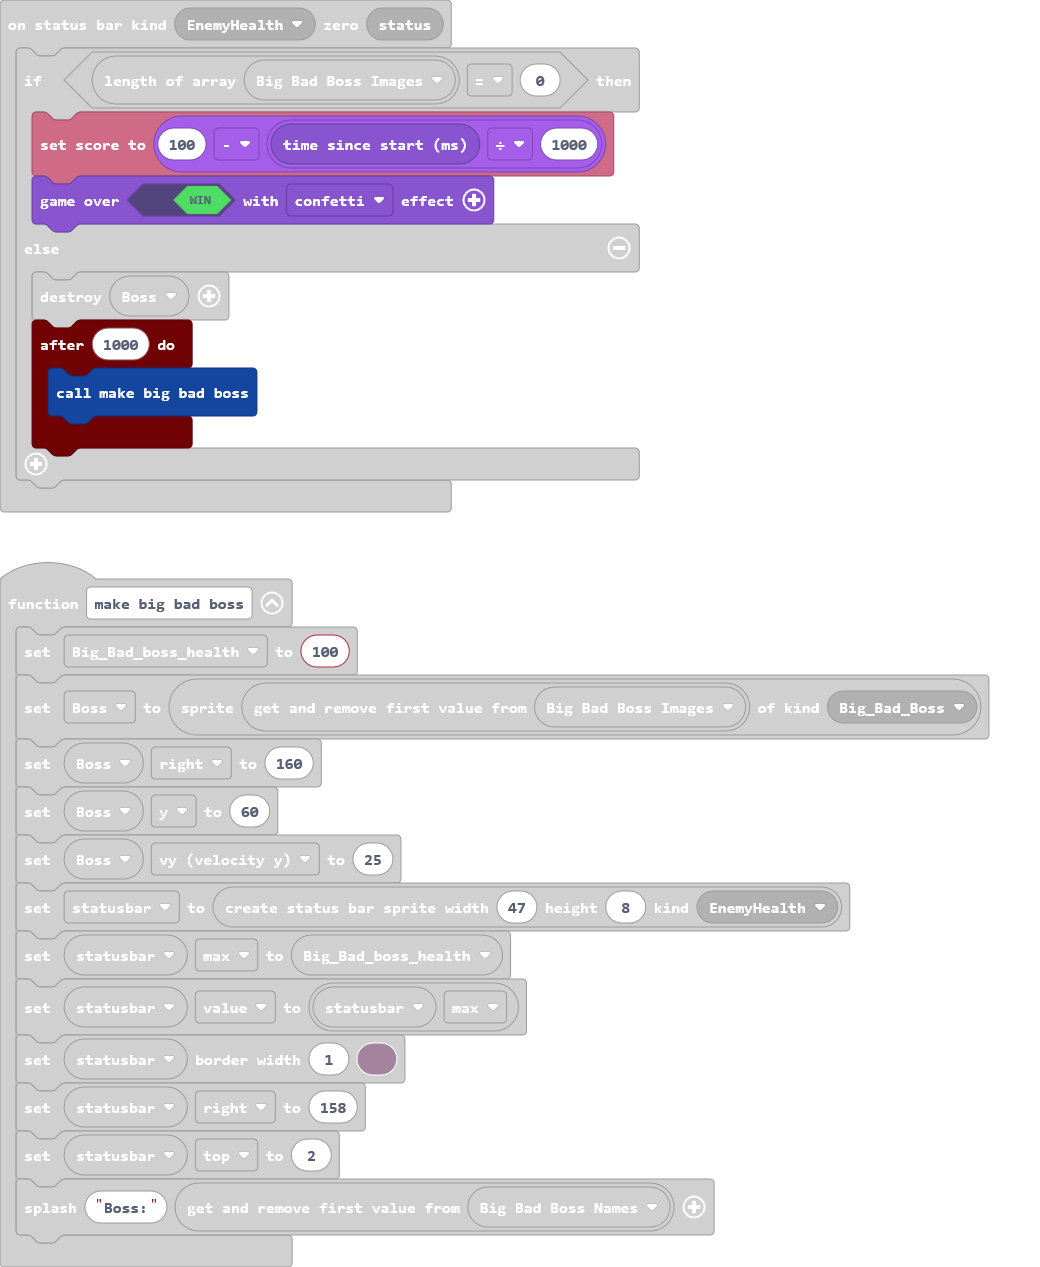 on status bar kind EnemyHealth zero status
if length of array Big Bad Boss Images = 0 then
set score to 100 - time since start (ms) ÷ 1000
game over WIN with confetti effect
else
destroy Boss
after 1000 do
call make big bad boss
function make big bad boss
set Big_Bad_boss_health to 100
set Boss to sprite get and remove first value from Big Bad Boss Images of kind Big_Bad_Boss
set Boss right to 160
set Boss y to 60
set Boss vy (velocity y) to 25
set statusbar to create status bar sprite width 47 height 8 kind EnemyHealth
set statusbar max to Big_Bad_boss_health
set statusbar value to statusbar max
set statusbar border width 1
set statusbar right to 158
set statusbar top to 2
splash "Boss:" get and remove first value from Big Bad Boss Names